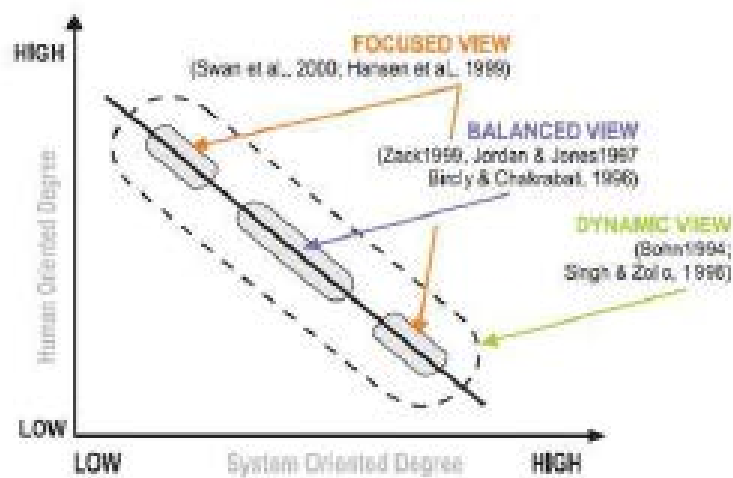 HIGH
FOCUSED VIEW
(Swan et al., 2000; Hansen et al., 1999)
BALANCED VIEW
(Zack1999, Jordan & Jones1997
& Chakrabati, 1996)
DYNAMIC VIEW
(Bohn1994;
Singh & Zollo, 1998)
Human Oriented Degree
LOW
LOW
System Oriented Degree
HIGH